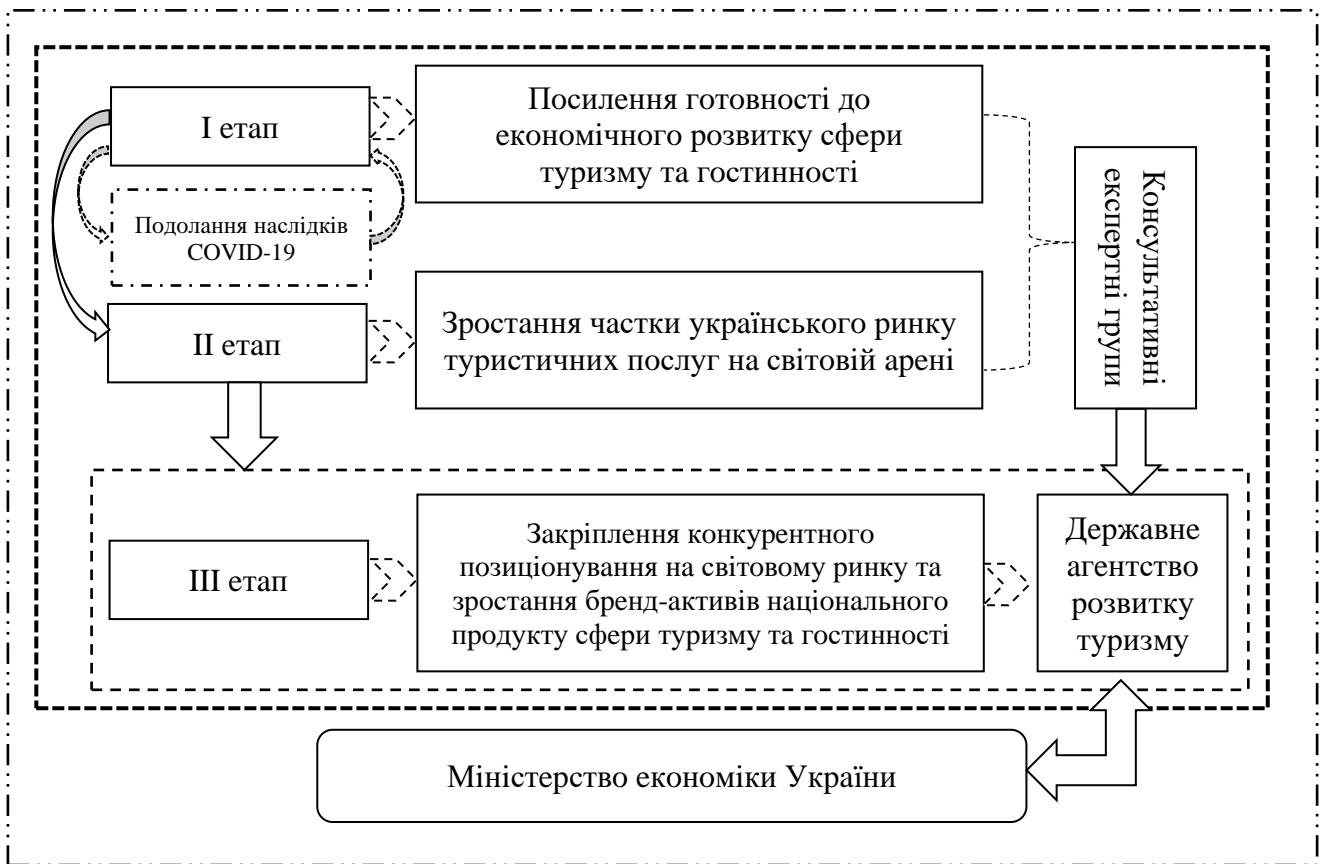 І етап
Посилення готовності до
економічного розвитку сфери
туризму та гостинності
Подолання наслідків
COVID-19
ІІ етап
Зростання частки українського ринку
туристичних послуг на світовій арені
Консультативні
експертні групи
ІІІ етап
Закріплення конкурентного
позиціонування на світовому ринку та
зростання бренд-активів національного
продукту сфери туризму та гостинності
Державне
агентство
розвитку
туризму
Міністерство економіки України